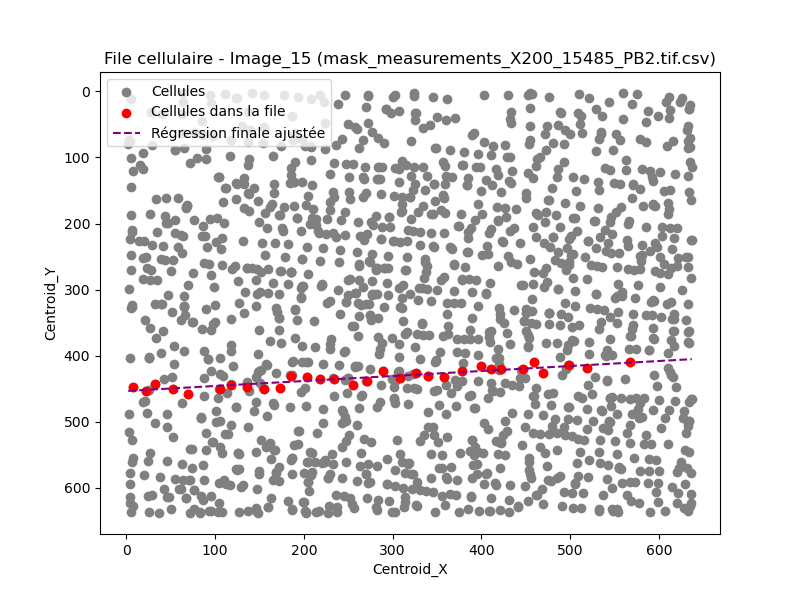 File cellulaire - Image_15 (mask_measurements_X200_15485_PB2.tif.csv)
Cellules
Cellules dans la file
Régression finale ajustée
0
100
200
300
400
500
600
Centroid_Y
0 100 200 300 400 500 600
Centroid_X